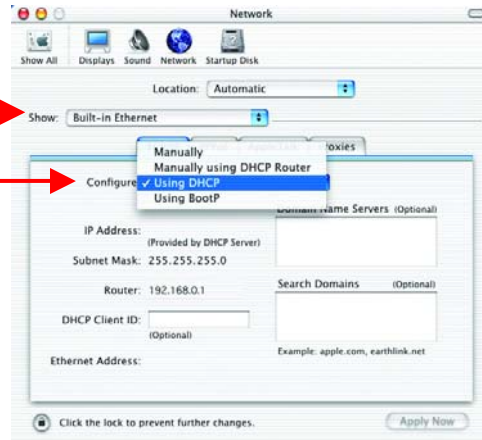 Network
Show All Displays Sound Network Startup Disk
Location: Automatic
Show: Built-in Ethernet
Proxies
Configure
Manually
Manually using DHCP Router
✓ Using DHCP
Using BootP
Domain Name Servers (Optional)
IP Address:
(Provided by DHCP Server)
Subnet Mask: 255.255.255.0
Router: 192.168.0.1
Search Domains (Optional)
DHCP Client ID:
(Optional)
Example: apple.com, earthlink.net
Ethernet Address:
Click the lock to prevent further changes.
Apply Now